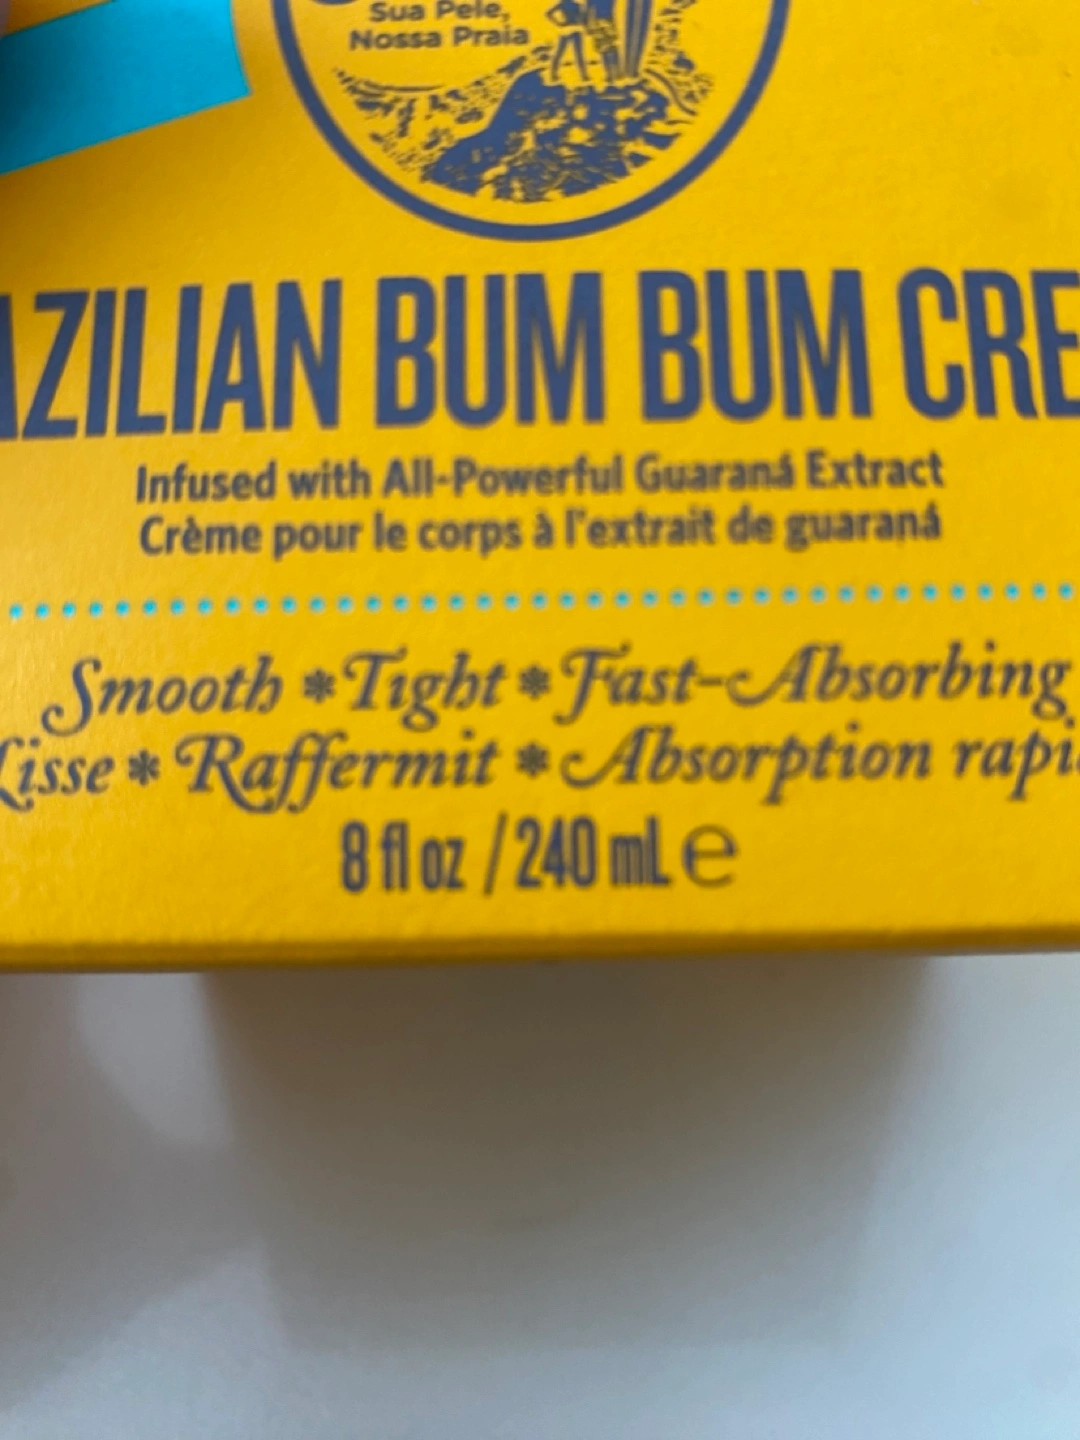 Sua Pele,
Nossa Praia
AZILIAN BUM BUM CRE
Infused with All-Powerful Guaraná Extract
Crème pour le corps à l'extrait de guaraná
Smooth * Tight * Fast-Absorbing
Lisse * Raffermit * Absorption rapi
8 fl oz / 240 mL ℮